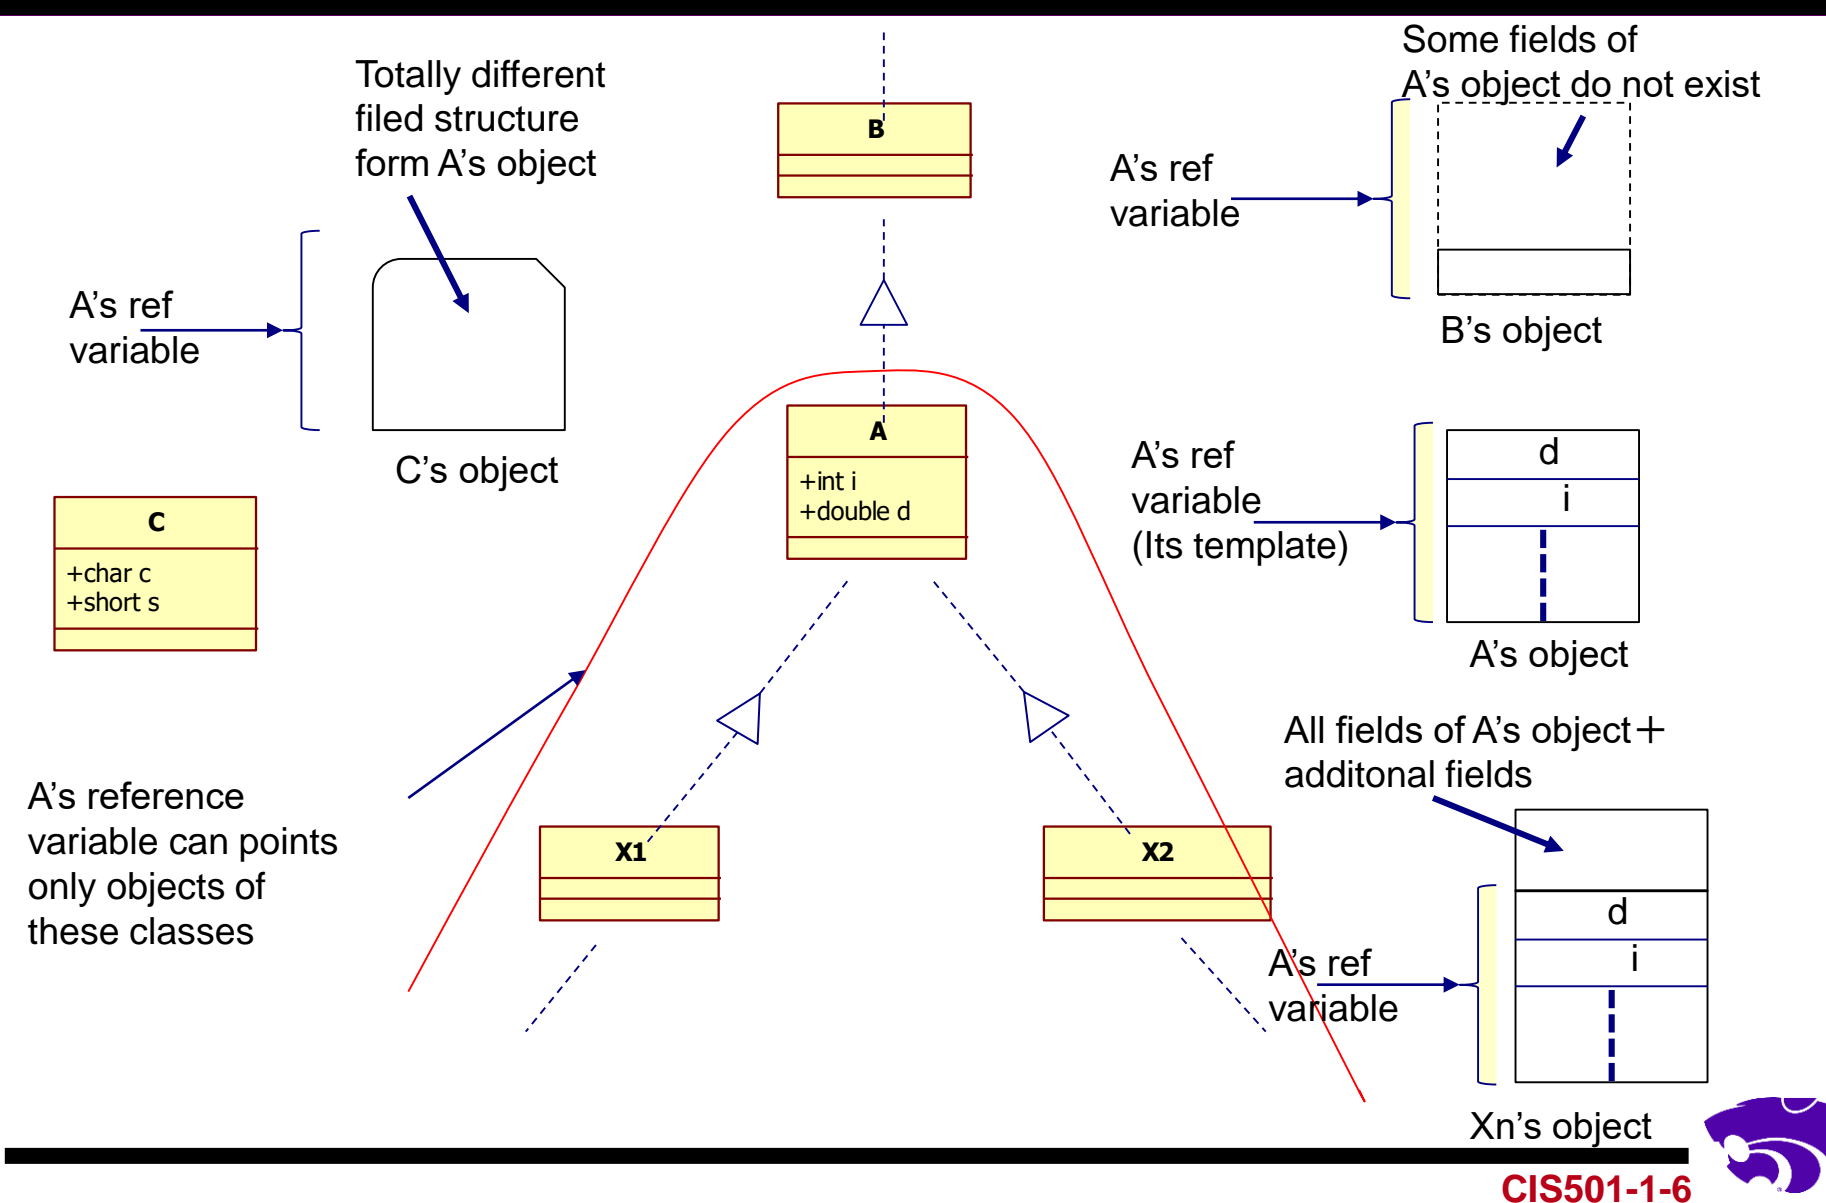 Totally different
filed structure
form A’s object
A’s ref
variable
C’s object
C
+char c
+short s
A’s reference
variable can points
only objects of
these classes
B
A
+int i
+double d
X1
X2
Some fields of
A’s object do not exist
A’s ref
variable
B’s object
A’s ref
variable
(Its template)
d
i
A’s object
All fields of A’s object＋
additonal fields
A’s ref
variable
d
i
Xn’s object
CIS501-1-6